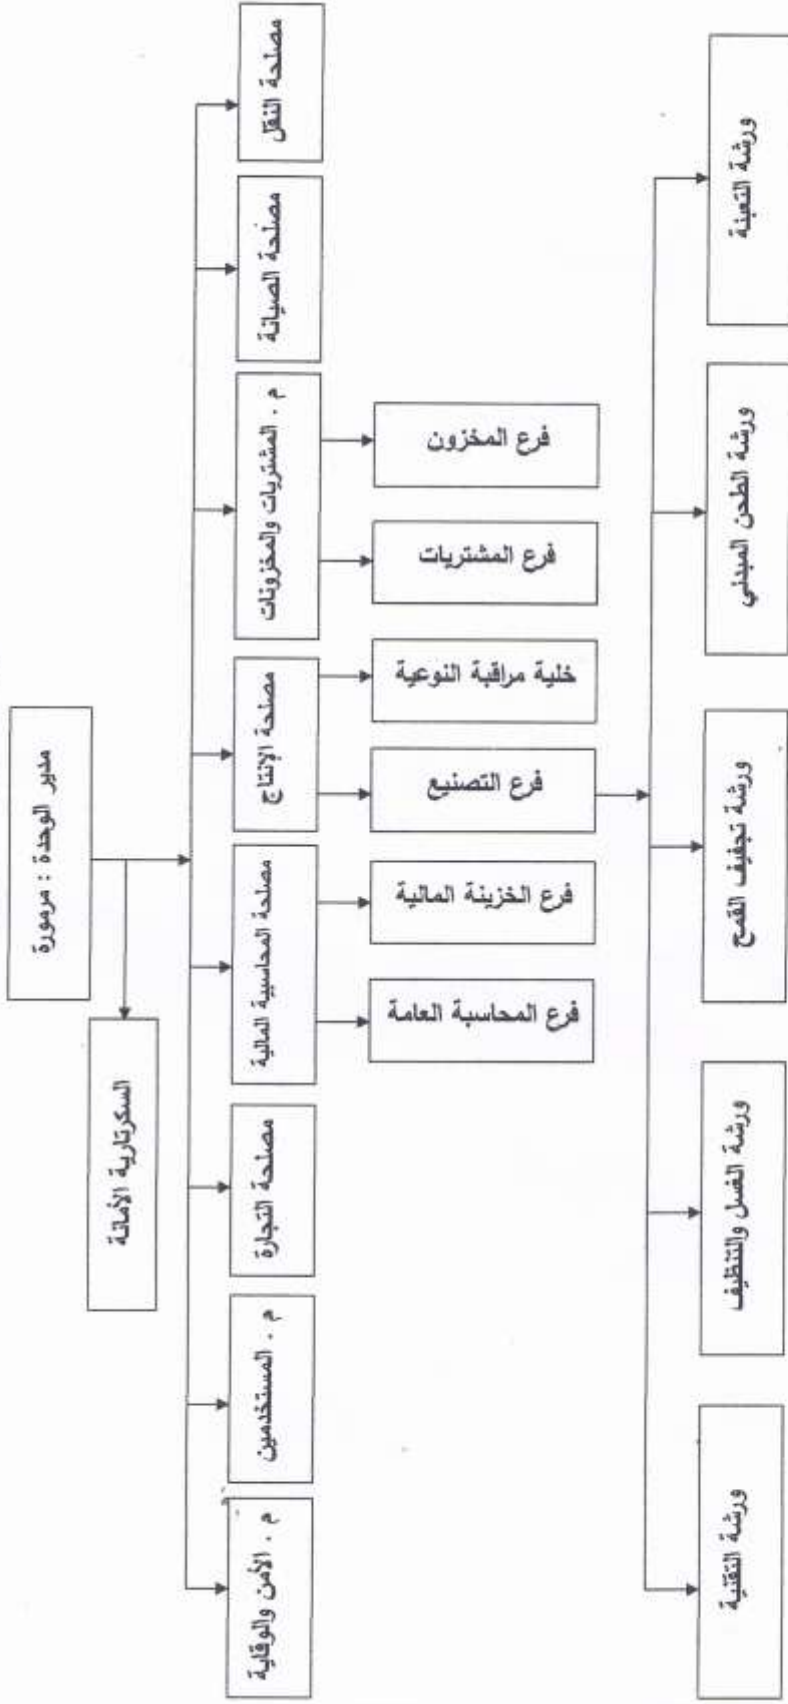 مدير الوحدة : مرمورة
السكرتارية الأمانة
مصلحة النقل
مصلحة الصيانة
م . المشتريات والمخزونات
مصلحة الإنتاج
مصلحة المحاسبية المالية
مصلحة التجارة
م . المستخدمين
م . الأمن والوقاية
فرع المخزون
فرع المشتريات
خلية مراقبة النوعية
فرع التصنيع
فرع الخزينة المالية
فرع المحاسبة العامة
ورشة التعبئة
ورشة الطحن المبدئي
ورشة تجفيف القمح
ورشة الغسل والتنظيف
ورشة التقنية